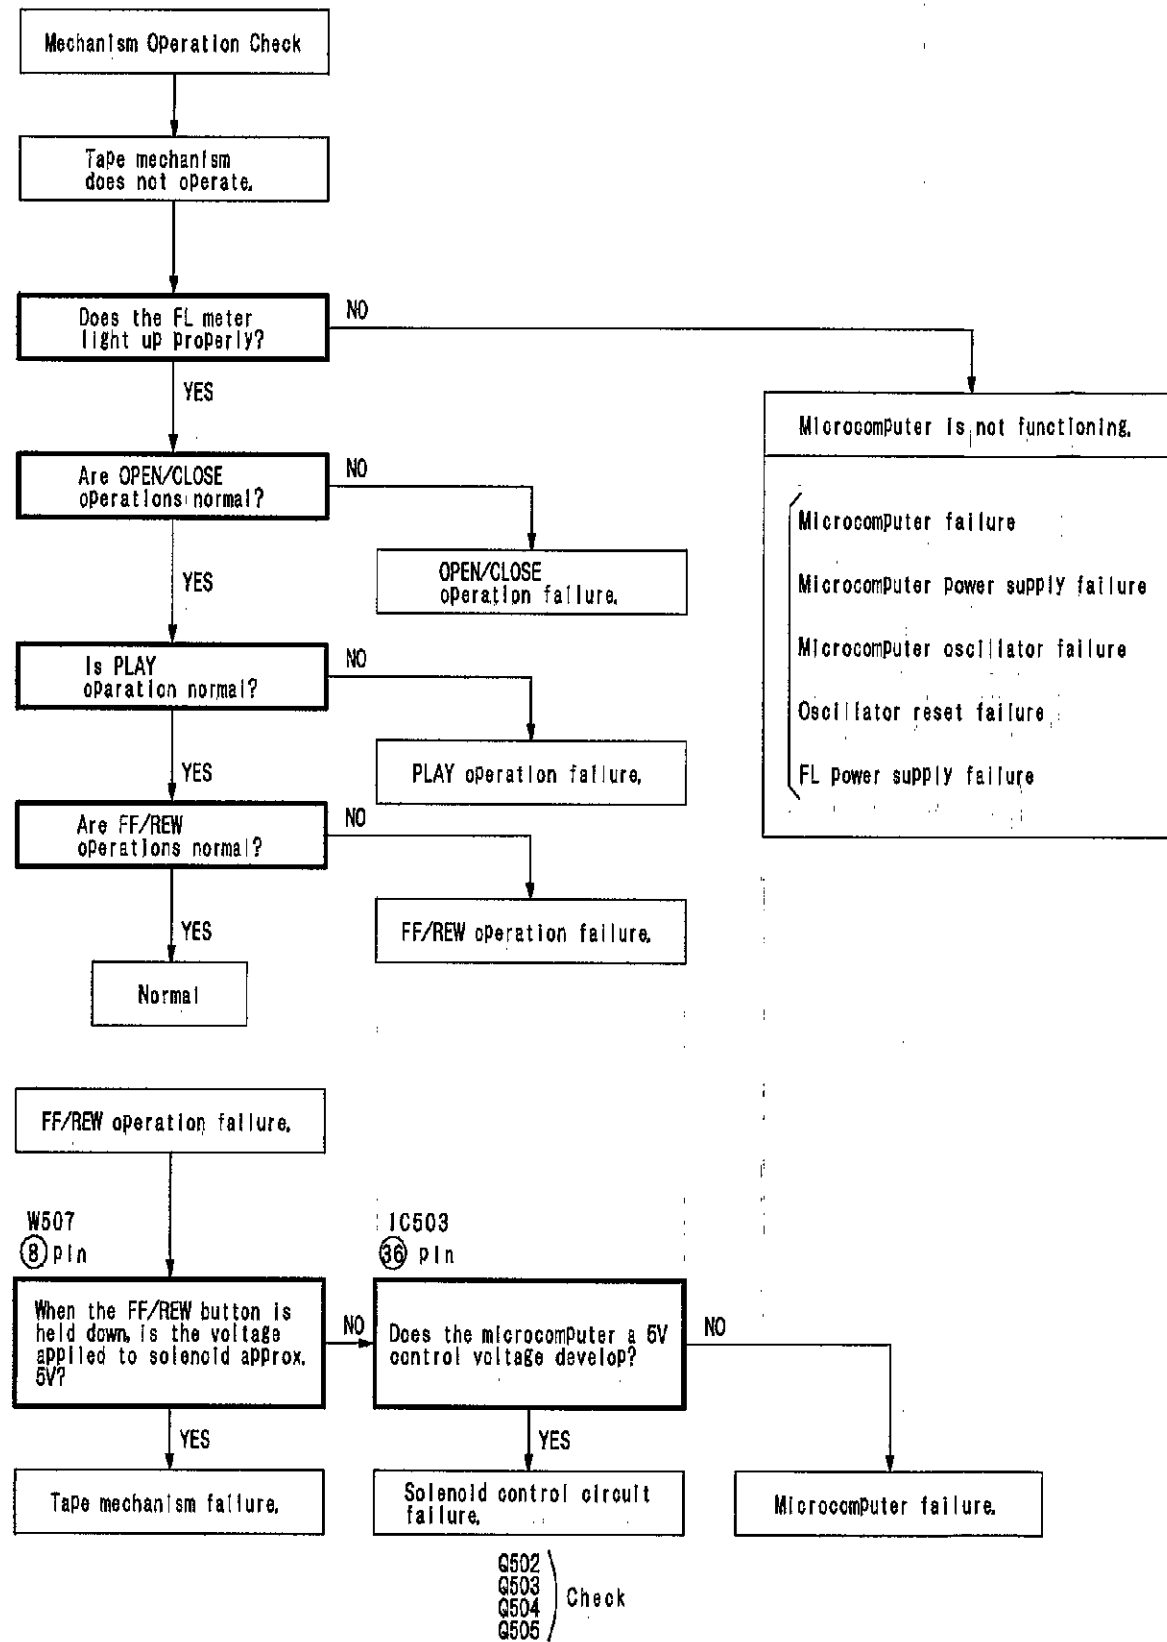 Mechanism Operation Check
Tape mechanism
does not operate.
Does the FL meter
light up properly?
NO
YES
Microcomputer is not functioning.
Microcomputer failure
Microcomputer power supply failure
Microcomputer oscillator failure
Oscillator reset failure
FL power supply failure
Are OPEN/CLOSE
operations normal?
NO
YES
OPEN/CLOSE
operation failure.
Is PLAY
oparation normal?
NO
YES
PLAY operation failure.
Are FF/REW
operations normal?
NO
YES
FF/REW operation failure.
Normal
FF/REW operation failure.
W507
8 pin
When the FF/REW button is
held down, is the voltage
applied to solenoid approx.
5V?
NO
YES
IC503
36 pin
Does the microcomputer a 5V
control voltage develop?
NO
YES
Tape mechanism failure.
Solenoid control circuit
failure.
Microcomputer failure.
Q502
Q503
Q504
Q505
Check